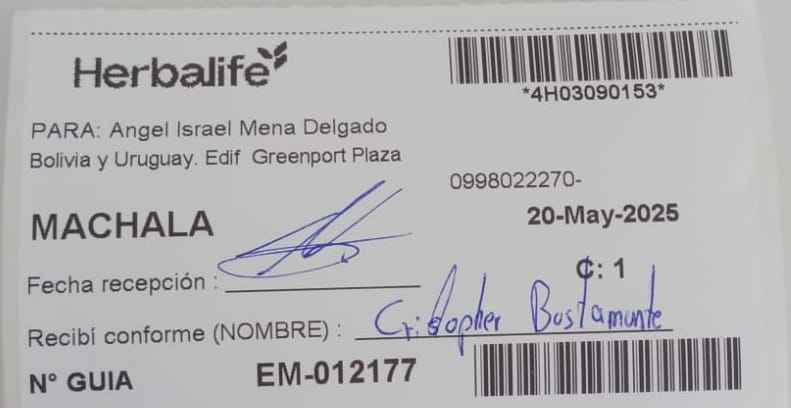 Herbalife
*4H03090153*
PARA: Angel Israel Mena Delgado
Bolivia y Uruguay. Edif Greenport Plaza
0998022270-
MACHALA
20-May-2025
Fecha recepción :
₵: 1
Recibí conforme (NOMBRE) : Cristopher Bustamante
N° GUIA EM-012177